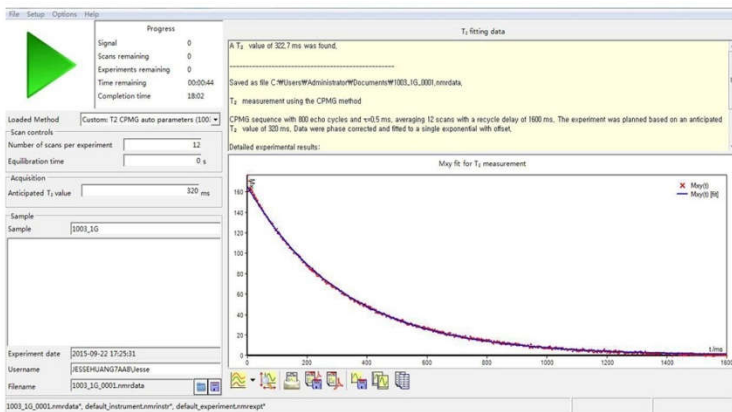 File Setup Options Help
Progress
Signal 0
Scans remaining 0
Experiments remaining 0
Time remaining 00:00:44
Completion time 18:02
Loaded Method Custom: T2 CPMG auto parameters (100:
Scan controls
Number of scans per experiment 12
Equilibration time 0 s
Acquisition
Anticipated T₂ value 320 ms
Sample
Sample 1003_1G
Experiment date 2015-09-22 17:25:31
Username JESSEHUANG7AAB\Jesse
Filename 1003_1G_0001.nmrdata
T₂ fitting data
A T₂ value of 322.7 ms was found.
Saved as file C:₩Users₩Administrator₩Documents₩1003_1G_0001.nmrdata.
T₂ measurement using the CPMG method
CPMG sequence with 800 echo cycles and τ=0.5 ms, averaging 12 scans with a recycle delay of 1600 ms. The experiment was planned based on an anticipated
T₂ value of 320 ms. Data were phase corrected and fitted to a single exponential with offset.
Detailed experimental results:
Mxy fit for T₂ measurement
Mxy(t)
Mxy(t) [fit]
160
140
120
100
80
60
40
20
0
t/ms
0 200 400 600 800 1000 1200 1400 1600
1003_1G_0001.nmrdata*, default_instrument.nmrinstr*, default_experiment.nmrexpt*